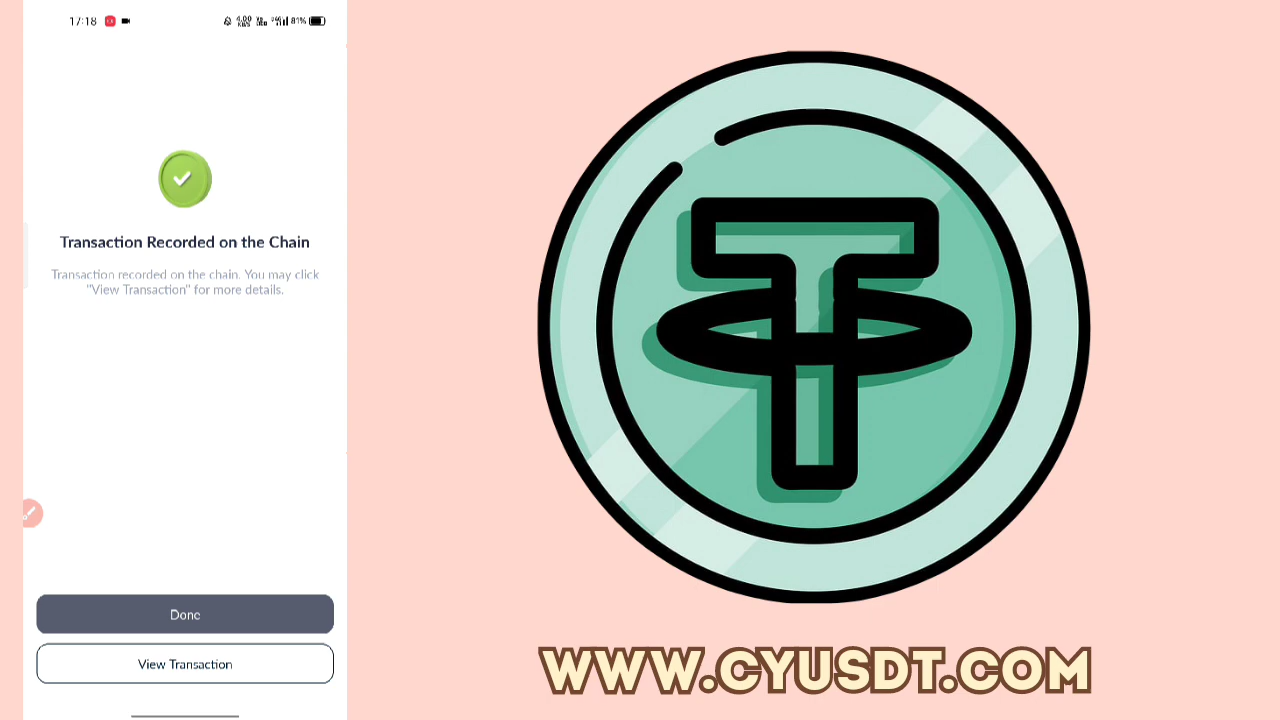 17:18
81%
Transaction Recorded on the Chain
Transaction recorded on the chain. You may click
"View Transaction" for more details.
Done
View Transaction
WWW.CYUSDT.COM